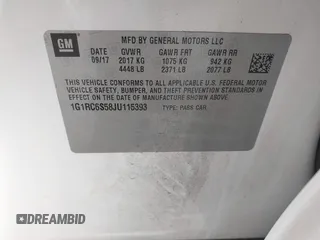 GM
MFD BY GENERAL MOTORS LLC
DATE GVWR GAWR FRT GAWR RR
09/17 2017 KG 1075 KG 942 KG
4448 LB 2371 LB 2077 LB
THIS VEHICLE CONFORMS TO ALL APPLICABLE
U.S. FEDERAL MOTOR VEHICLE SAFETY, BUMPER, AND
THEFT PREVENTION STANDARDS IN EFFECT ON THE DATE
OF MANUFACTURE SHOWN ABOVE.
1G1RC6S58JU115393 TYPE: PASS CAR
DREAMBID